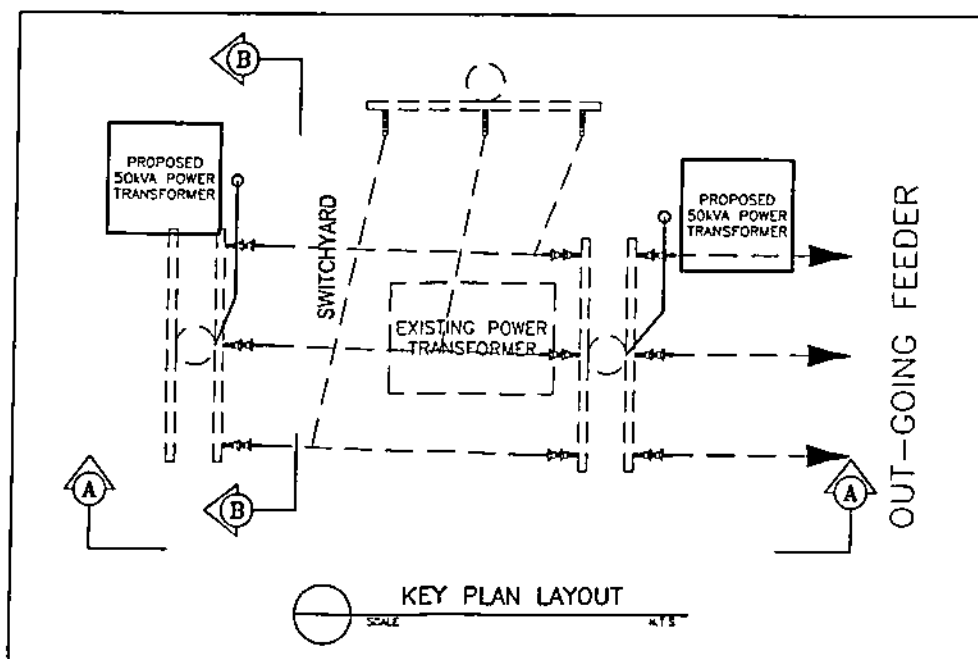 B
PROPOSED
50kVA POWER
TRANSFORMER
PROPOSED
50kVA POWER
TRANSFORMER
SWITCHYARD
EXISTING POWER
TRANSFORMER
OUT-GOING FEEDER
A
B
A
KEY PLAN LAYOUT
SCALE
N.T.S